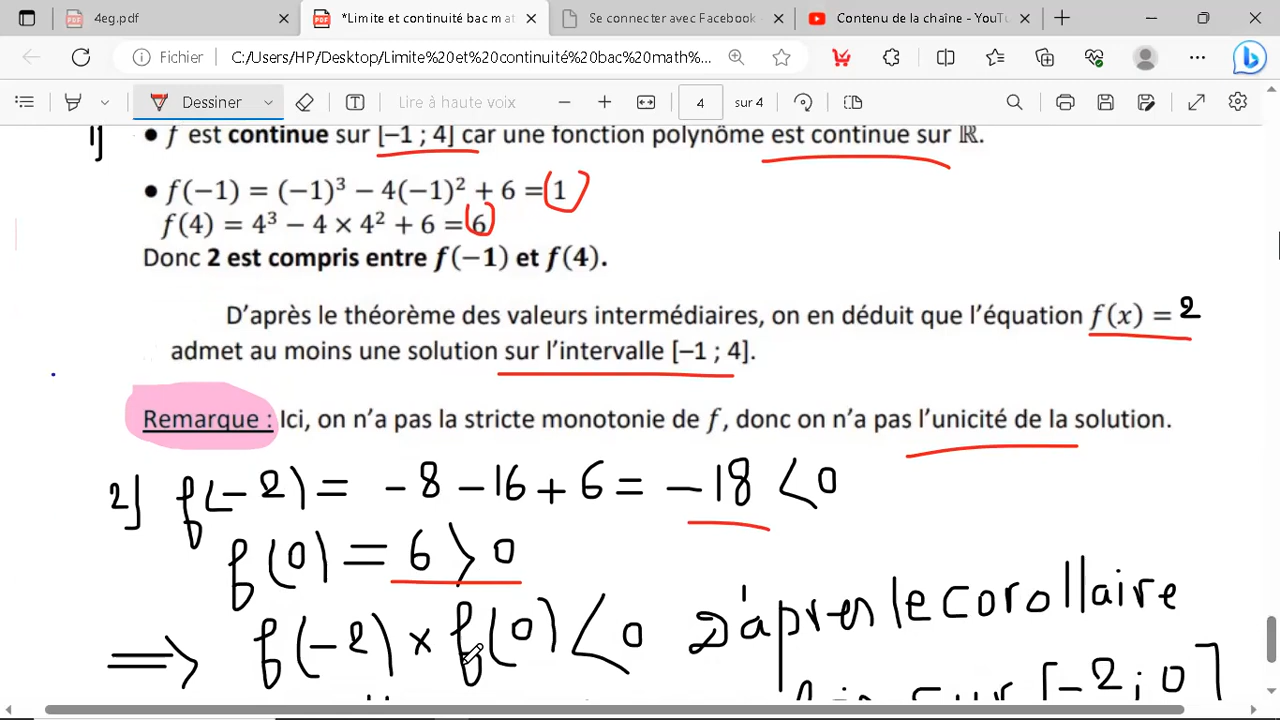 4eg.pdf
*Limite et continuité bac mat
Se connecter avec Facebook
Contenu de la chaîne - YouTu
Fichier
C:/Users/HP/Desktop/Limite%20et%20continuité%20bac%20math%...
Dessiner
Lire à haute voix
4
sur 4
1)
• f est continue sur [−1 ; 4] car une fonction polynôme est continue sur ℝ.
• f(−1) = (−1)³ − 4(−1)² + 6 = 1
f(4) = 4³ − 4 × 4² + 6 = 6
Donc 2 est compris entre f(−1) et f(4).
D'après le théorème des valeurs intermédiaires, on en déduit que l'équation f(x) = 2
admet au moins une solution sur l'intervalle [−1 ; 4].
Remarque : Ici, on n'a pas la stricte monotonie de f, donc on n'a pas l'unicité de la solution.
2) f(−2) = −8 −16 + 6 = −18 < 0
f(0) = 6 > 0
⟹ f(−2) × f(0) < 0 D'apres le corollaire
sur [−2 ; 0]